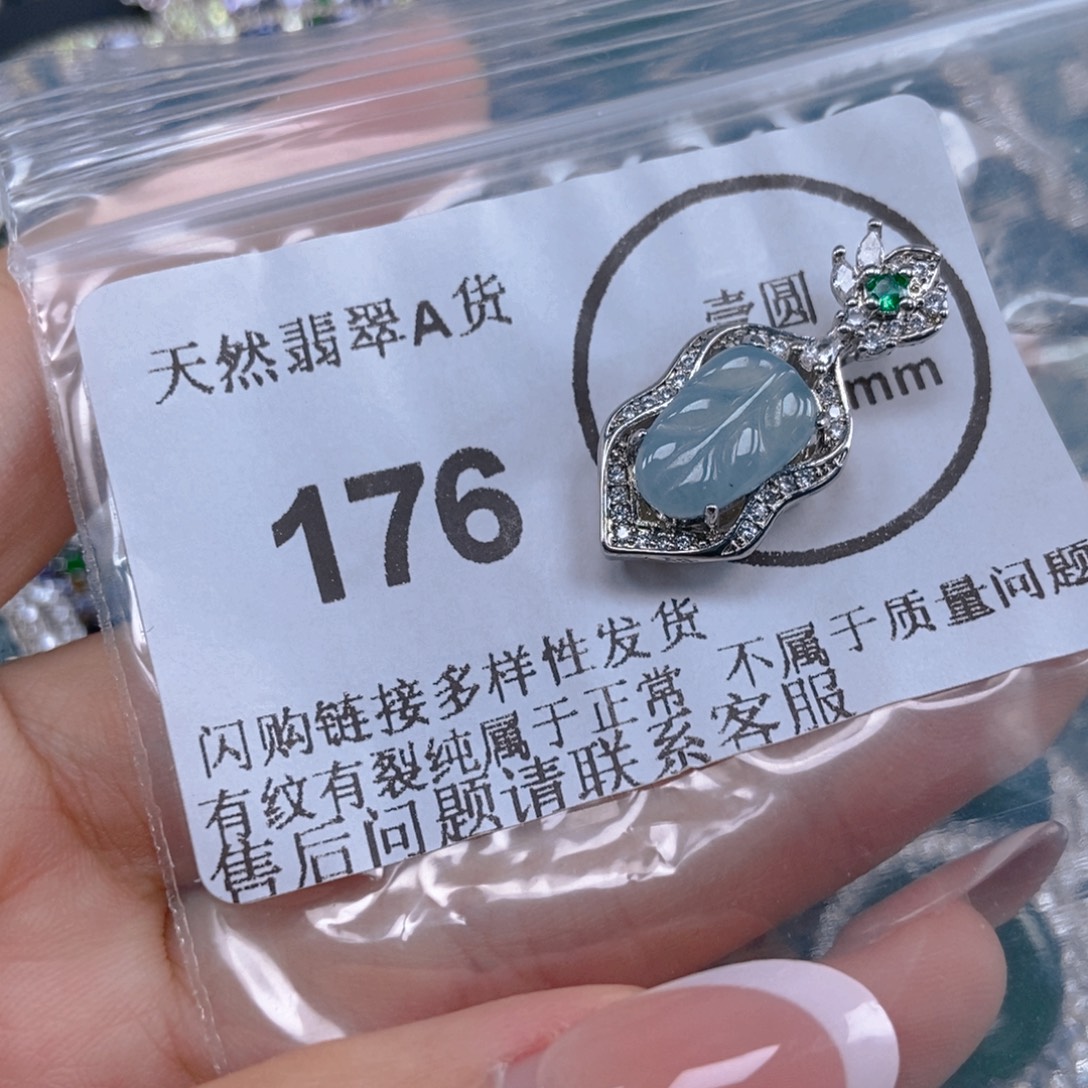 天然翡翠A货
壹圆
mm
176
闪购链接多样性发货
有纹有裂纯属于正常 不属于质量问题
售后问题请联系客服